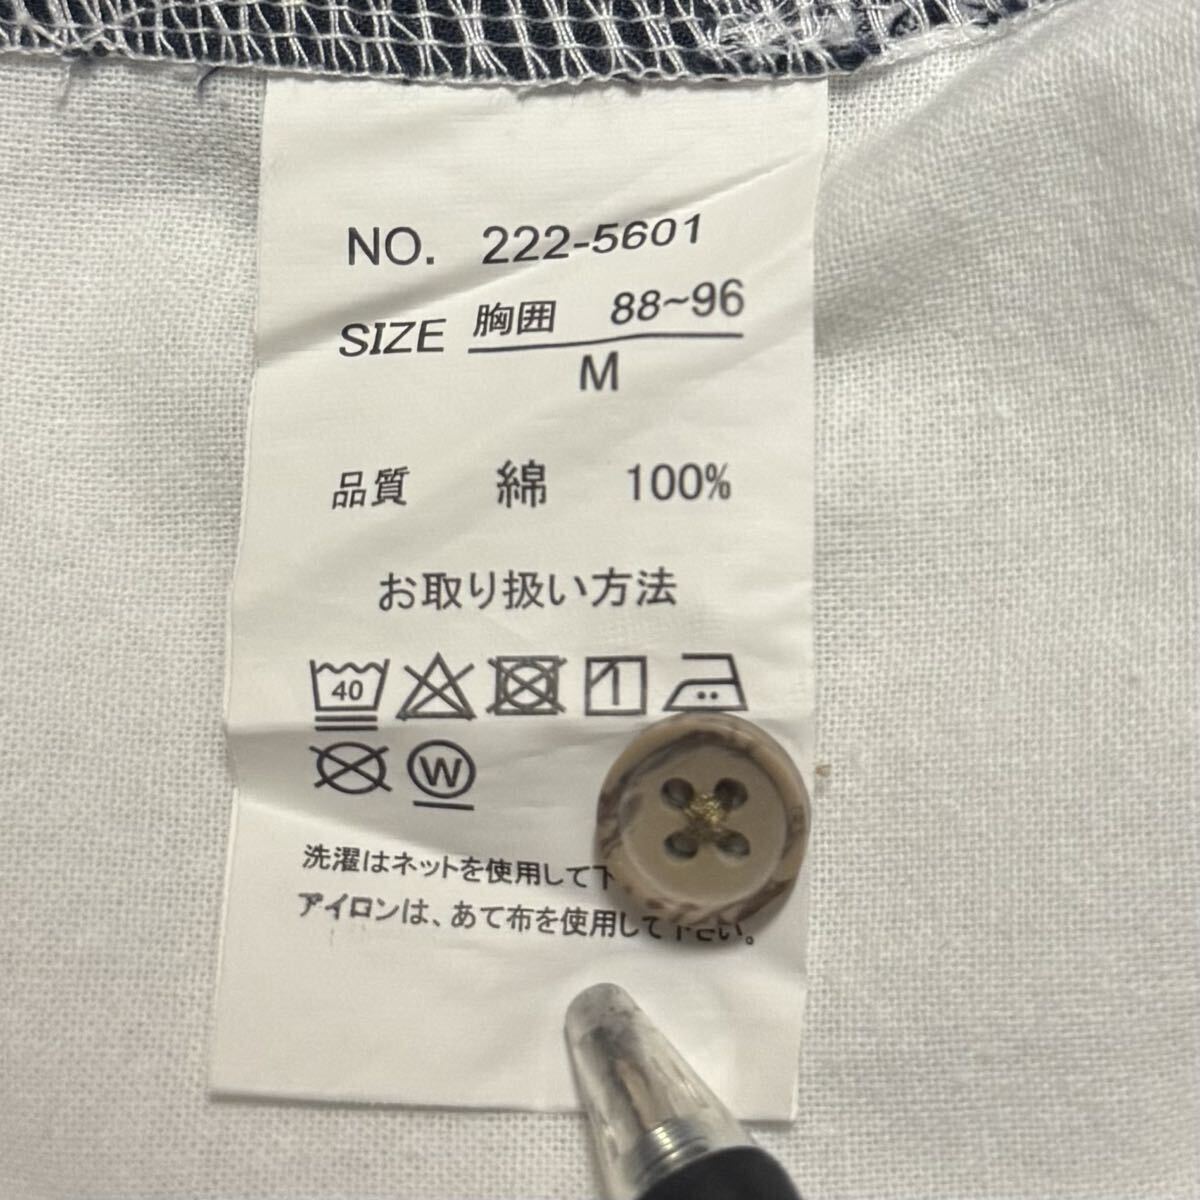 NO. 222-5601
SIZE 胸囲 88~96
M
品質 綿 100%
お取り扱い方法
40
W
洗濯はネットを使用して下
アイロンは、あて布を使用して下さい。